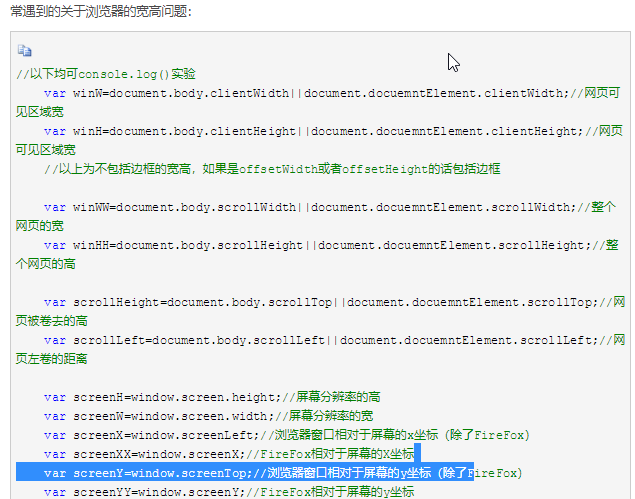 常遇到的关于浏览器的宽高问题：
//以下均可console.log()实验
var winW=document.body.clientWidth||document.docuemntElement.clientWidth;//网页可
见区域宽
var winH=document.body.clientHeight||document.docuemntElement.clientHeight;//网页
可见区域宽
//以上为不包括边框的宽高，如果是offsetWidth或者offsetHeight的话包括边框
var winWW=document.body.scrollWidth||document.docuemntElement.scrollWidth;//整个
网页的宽
var winHH=document.body.scrollHeight||document.docuemntElement.scrollHeight;//整
个网页的高
var scrollHeight=document.body.scrollTop||document.docuemntElement.scrollTop;//网
页被卷去的高
var scrollLeft=document.body.scrollLeft||document.docuemntElement.scrollLeft;//网
页左卷的距离
var screenH=window.screen.height;//屏幕分辨率的高
var screenW=window.screen.width;//屏幕分辨率的宽
var screenX=window.screenLeft;//浏览器窗口相对于屏幕的x坐标（除了FireFox）
var screenXX=window.screenX;//FireFox相对于屏幕的X坐标
var screenY=window.screenTop;//浏览器窗口相对于屏幕的y坐标（除了FireFox）
var screenYY=window.screenY;//FireFox相对于屏幕的y坐标